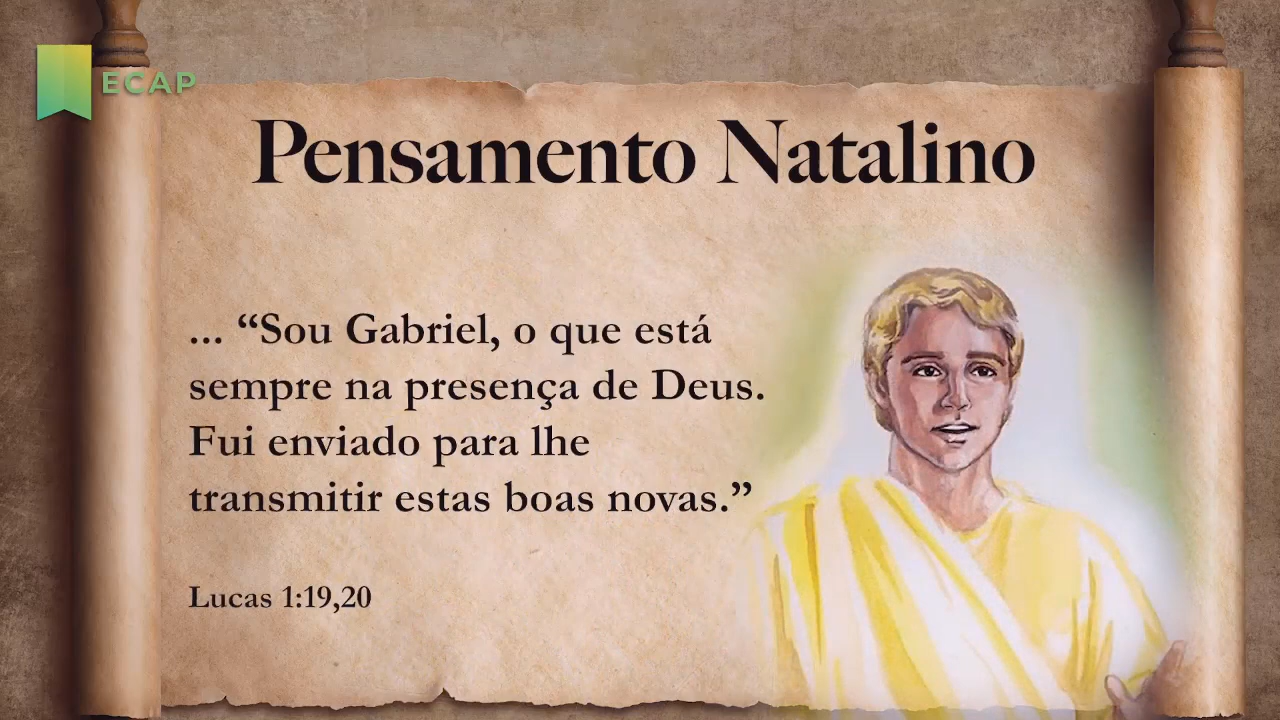 ECAP
Pensamento Natalino
... “Sou Gabriel, o que está
sempre na presença de Deus.
Fui enviado para lhe
transmitir estas boas novas.”
Lucas 1:19,20